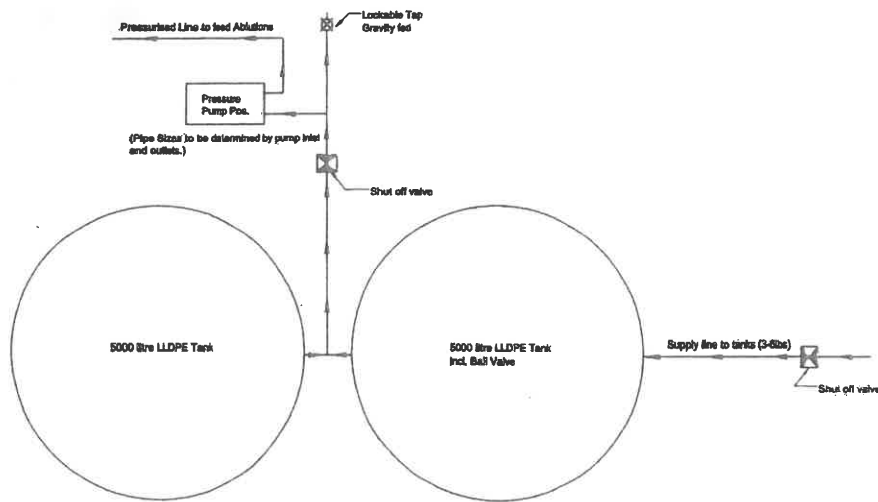 Lockable Tap
Gravity fed
Pressurised Line to feed Ablutions
Pressure
Pump Pos.
(Pipe Sizes to be determined by pump inlet
and outlets.)
Shut off valve
5000 litre LLDPE Tank
5000 litre LLDPE Tank
Incl. Ball Valve
Supply line to tanks
Shut off valve